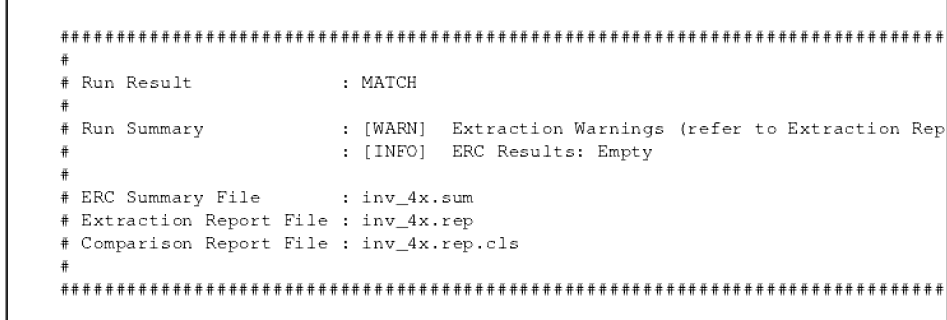 ###############################################################################
#
# Run Result                : MATCH
#
# Run Summary               : [WARN]  Extraction Warnings (refer to Extraction Rep
#                           : [INFO]  ERC Results: Empty
#
# ERC Summary File          : inv_4x.sum
# Extraction Report File : inv_4x.rep
# Comparison Report File : inv_4x.rep.cls
#
###############################################################################